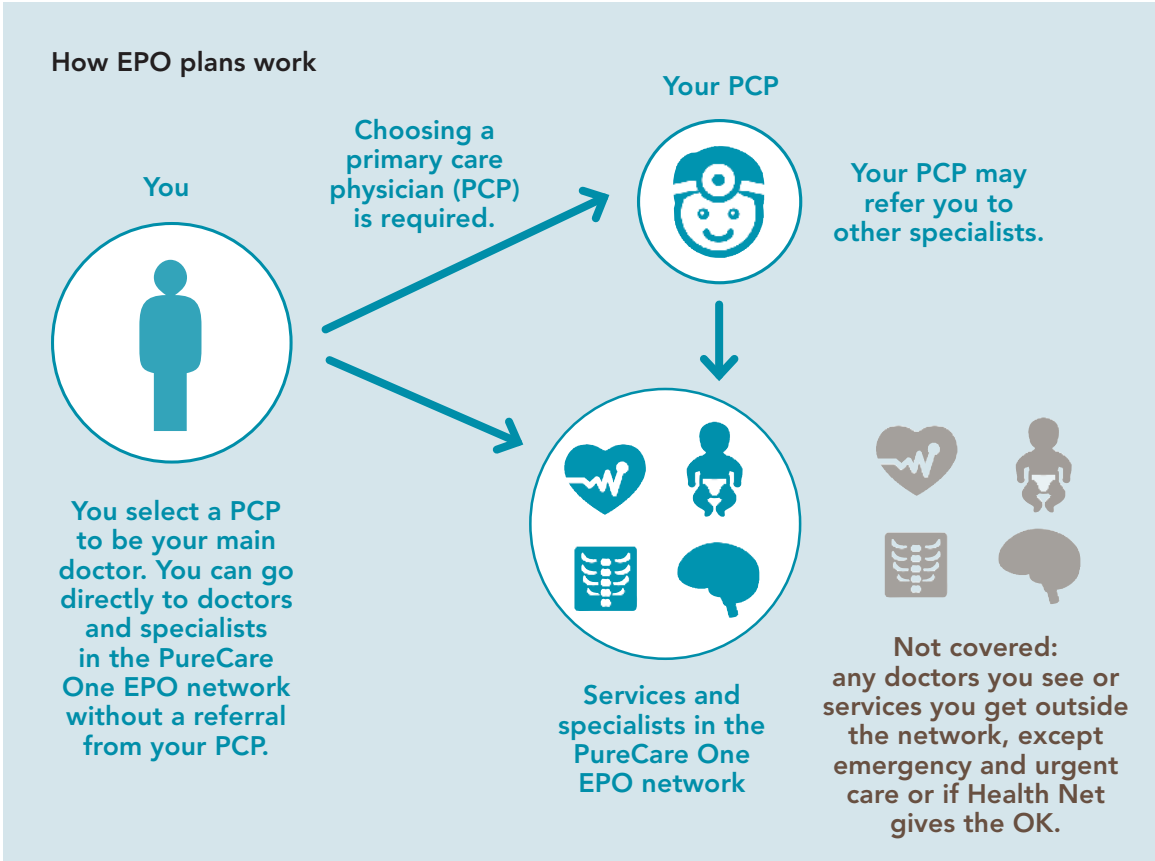 How EPO plans work
You
Choosing a
primary care
physician (PCP)
is required.
Your PCP
Your PCP may
refer you to
other specialists.
You select a PCP
to be your main
doctor. You can go
directly to doctors
and specialists
in the PureCare
One EPO network
without a referral
from your PCP.
Services and
specialists in the
PureCare One
EPO network
Not covered:
any doctors you see or
services you get outside
the network, except
emergency and urgent
care or if Health Net
gives the OK.